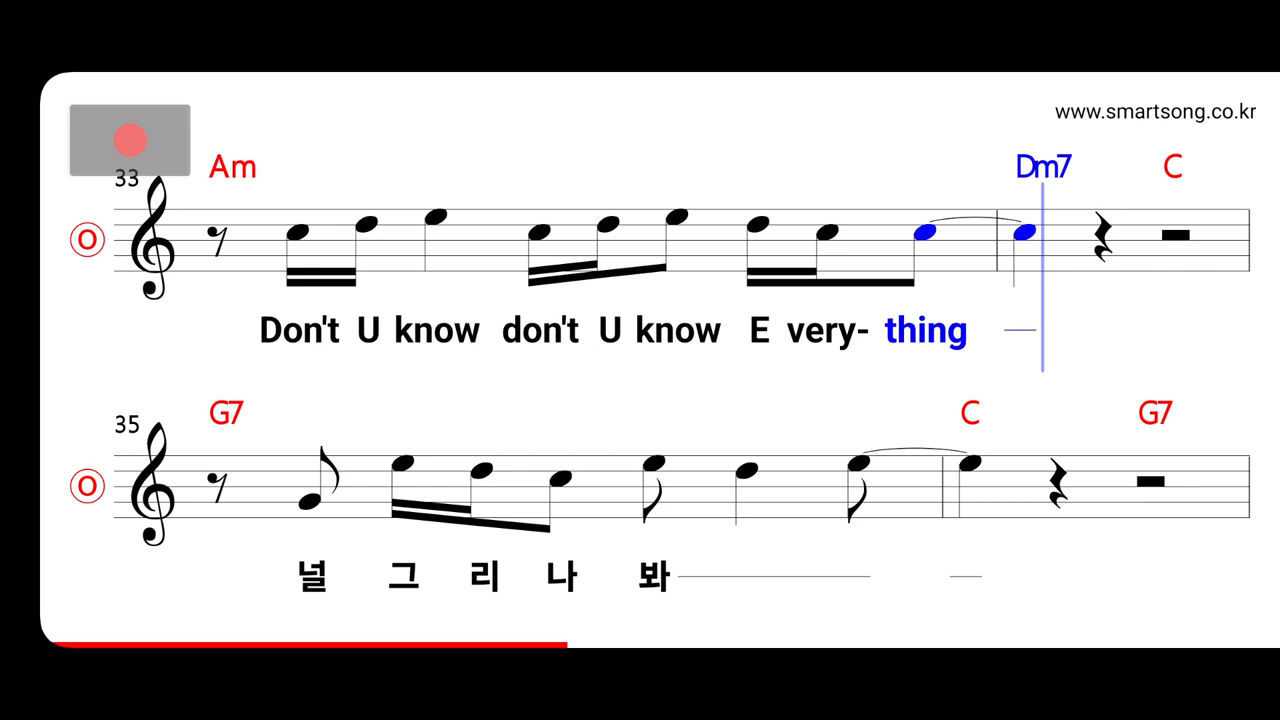 www.smartsong.co.kr
Am Dm7 C
33
O
Don't U know don't U know E very- thing
G7 C G7
35
O
널 그 리 나 봐